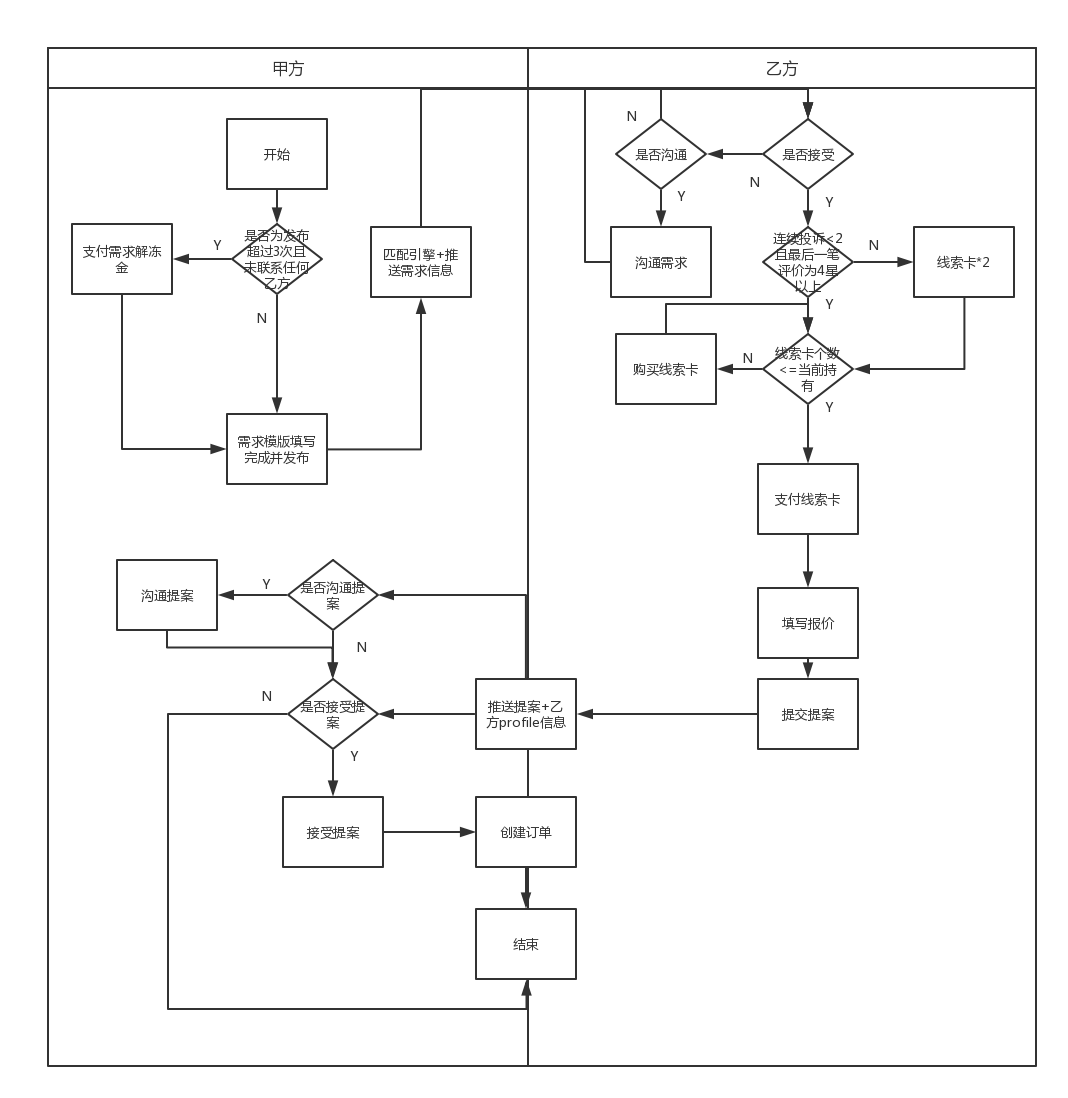 甲方
乙方
开始
是否为发布
超过3次且
未联系任何
乙方
Y
N
支付需求解冻
金
匹配引擎+推
送需求信息
需求模版填写
完成并发布
N
是否沟通
Y
是否接受
N
Y
沟通需求
连续投诉<2
且最后一笔
评价为4星
以上
N
Y
线索卡*2
购买线索卡
N
线索卡个数
<=当前持
有
Y
支付线索卡
填写报价
提交提案
沟通提案
Y
是否沟通提
案
N
N
是否接受提
案
Y
推送提案+乙
方profile信息
接受提案
创建订单
结束